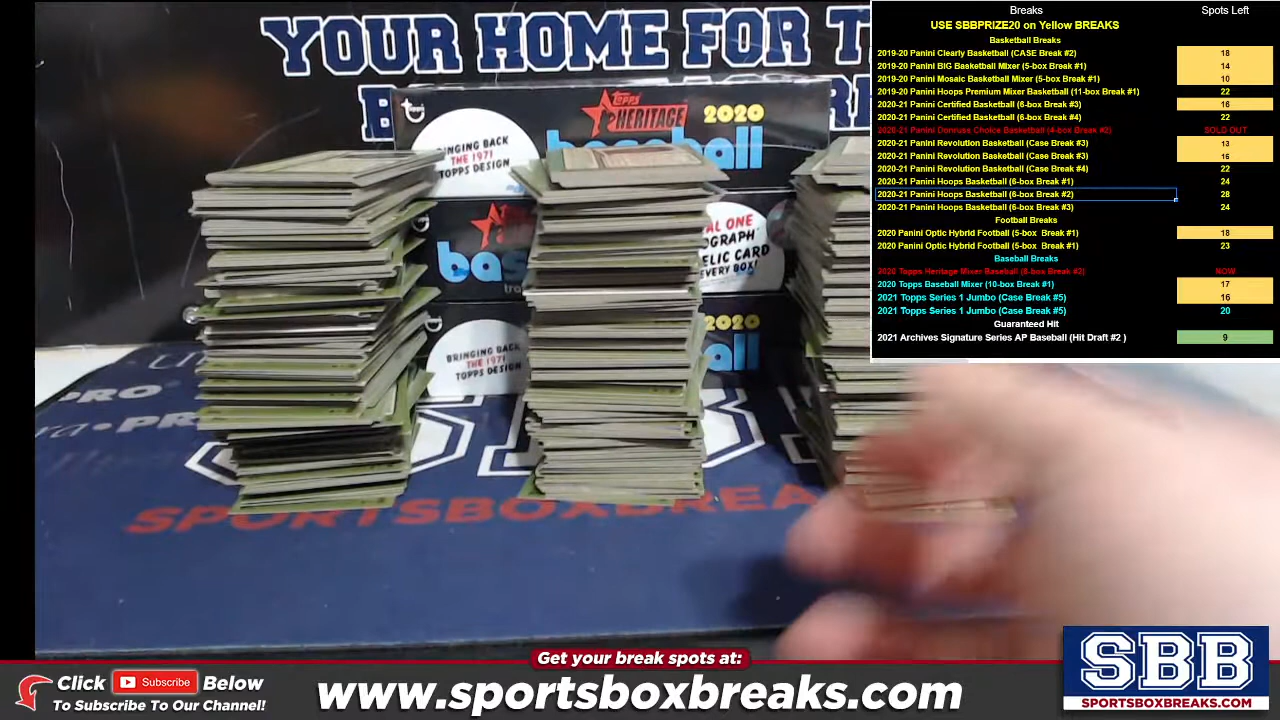 YOUR HOME FOR T
Breaks Spots Left
USE SBBPRIZE20 on Yellow BREAKS
Basketball Breaks
2019-20 Panini Clearly Basketball (CASE Break #2) 18
2019-20 Panini BIG Basketball Mixer (5-box Break #1) 14
2019-20 Panini Mosaic Basketball Mixer (5-box Break #1) 10
2019-20 Panini Hoops Premium Mixer Basketball (11-box Break #1) 22
2020-21 Panini Certified Basketball (6-box Break #3) 16
2020-21 Panini Certified Basketball (6-box Break #4) 22
2020-21 Panini Donruss Choice Basketball (4-box Break #3) SOLD OUT
2020-21 Panini Revolution Basketball (Case Break #3) 13
2020-21 Panini Revolution Basketball (Case Break #3) 16
2020-21 Panini Revolution Basketball (Case Break #4) 22
2020-21 Panini Hoops Basketball (6-box Break #1) 24
2020-21 Panini Hoops Basketball (6-box Break #2) 28
2020-21 Panini Hoops Basketball (6-box Break #3) 24
Football Breaks
2020 Panini Optic Hybrid Football (5-box Break #1) 18
2020 Panini Optic Hybrid Football (5-box Break #1) 23
Baseball Breaks
2020 Topps Heritage Mixer Baseball (8-box Break #2) NOW
2020 Topps Baseball Mixer (10-box Break #1) 17
2021 Topps Series 1 Jumbo (Case Break #5) 16
2021 Topps Series 1 Jumbo (Case Break #5) 20
Guaranteed Hit
2021 Archives Signature Series AP Baseball (Hit Draft #2 ) 9
Topps HERITAGE 2020
baseball
INGING BACK
THE 1971
TOPPS DESIGN
AL ONE
OGRAPH
ELIC CARD
EVERY BOX!
bas
BRINGING BACK
THE 1971
TOPPS DESIGN
2020
all
PRO
ra•PR
SPORTSBOXBREA
Get your break spots at:
Click Subscribe Below
To Subscribe To Our Channel!
www.sportsboxbreaks.com
SBB
SPORTSBOXBREAKS.COM